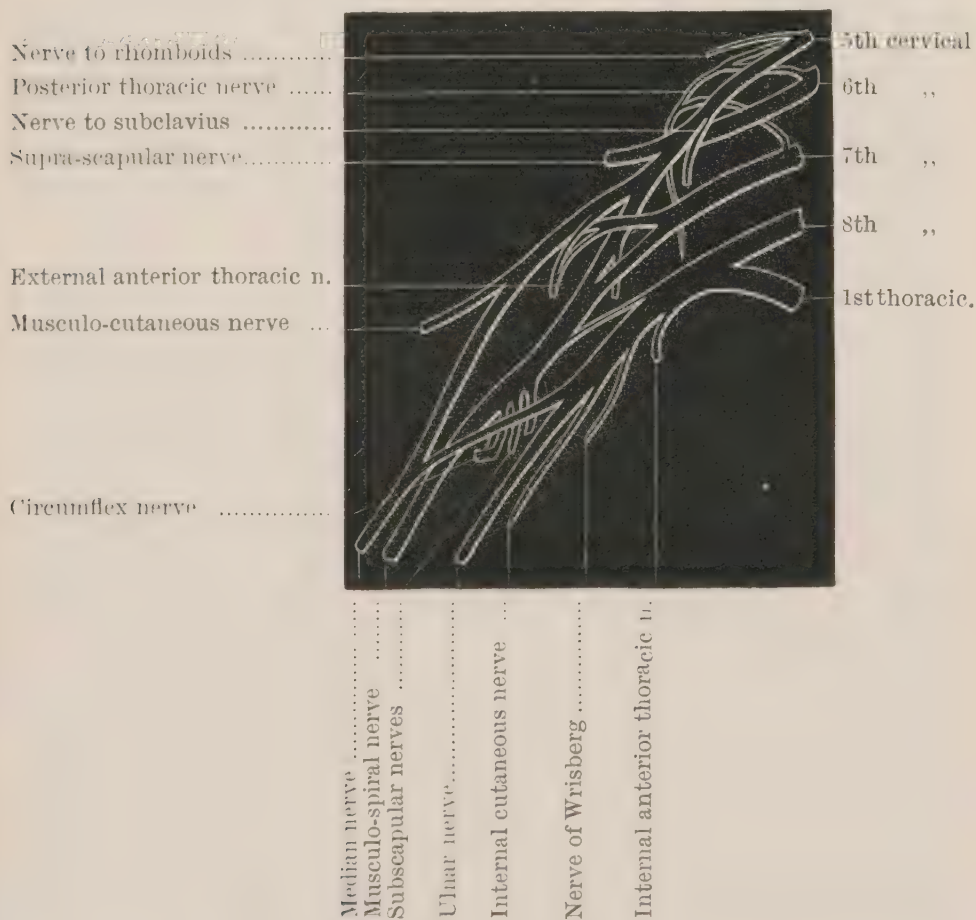 Nerve to rhomboids ............
Posterior thoracic nerve ......
Nerve to subclavius ............
Supra-scapular nerve............
External anterior thoracic n.
Musculo-cutaneous nerve ...
Circumflex nerve ...............
5th cervical
6th ,,
7th ,,
8th ,,
1st thoracic.
Median nerve ....................
Musculo-spiral nerve ......
Subscapular nerves .........
Ulnar nerve......................
Internal cutaneous nerve ...
Nerve of Wrisberg ............
Internal anterior thoracic n.